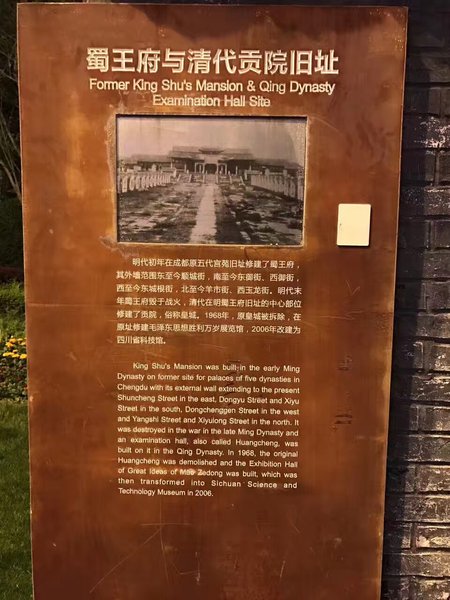 蜀王府与清代贡院旧址
Former King Shu's Mansion & Qing Dynasty
Examination Hall Site
明代初年在成都原五代宫苑旧址修建了蜀王府，
其外墙范围东至今顺城街，南至今东御街、西御街，
西至今东城根街，北至今羊市街、西玉龙街。明代末
年蜀王府毁于战火，清代在明蜀王府旧址的中心部位
修建了贡院，俗称皇城。1968年，原皇城被拆除，在
原址修建毛泽东思想胜利万岁展览馆，2006年改建为
四川省科技馆。
King Shu's Mansion was built in the early Ming
Dynasty on former site for palaces of five dynasties in
Chengdu with its external wall extending to the present
Shuncheng Street in the east, Dongyu Street and Xiyu
Street in the south, Dongchenggen Street in the west
and Yangshi Street and Xiyulong Street in the north. It
was destroyed in the war in the late Ming Dynasty and
an examination hall, also called Huangcheng, was
built on it in the Qing Dynasty. In 1968, the original
Huangcheng was demolished and the Exhibition Hall
of Great Ideas of Mao Zedong was built, which was
then transformed into Sichuan Science and
Technology Museum in 2006.